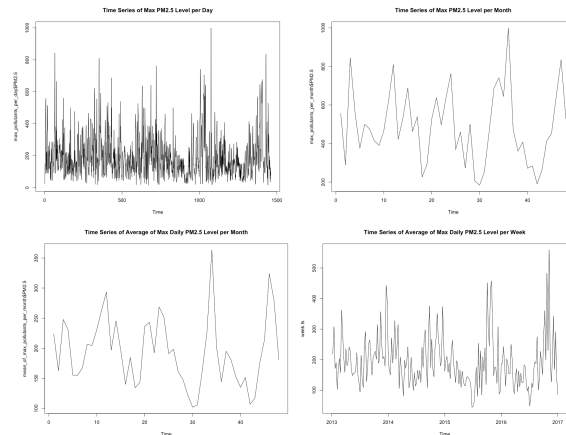 Time Series of Max PM2.5 Level per Day
max_pollutants_per_day$PM2.5
1000
800
600
400
200
0
0 500 1000 1500
Time
Time Series of Max PM2.5 Level per Month
max_pollutants_per_month$PM2.5
1000
800
600
400
200
0 10 20 30 40
Time
Time Series of Average of Max Daily PM2.5 Level per Month
mean_of_max_pollutants_per_month$PM2.5
350
300
250
200
150
100
0 10 20 30 40
Time
Time Series of Average of Max Daily PM2.5 Level per Week
week.ts
500
400
300
200
100
2013 2014 2015 2016 2017
Time